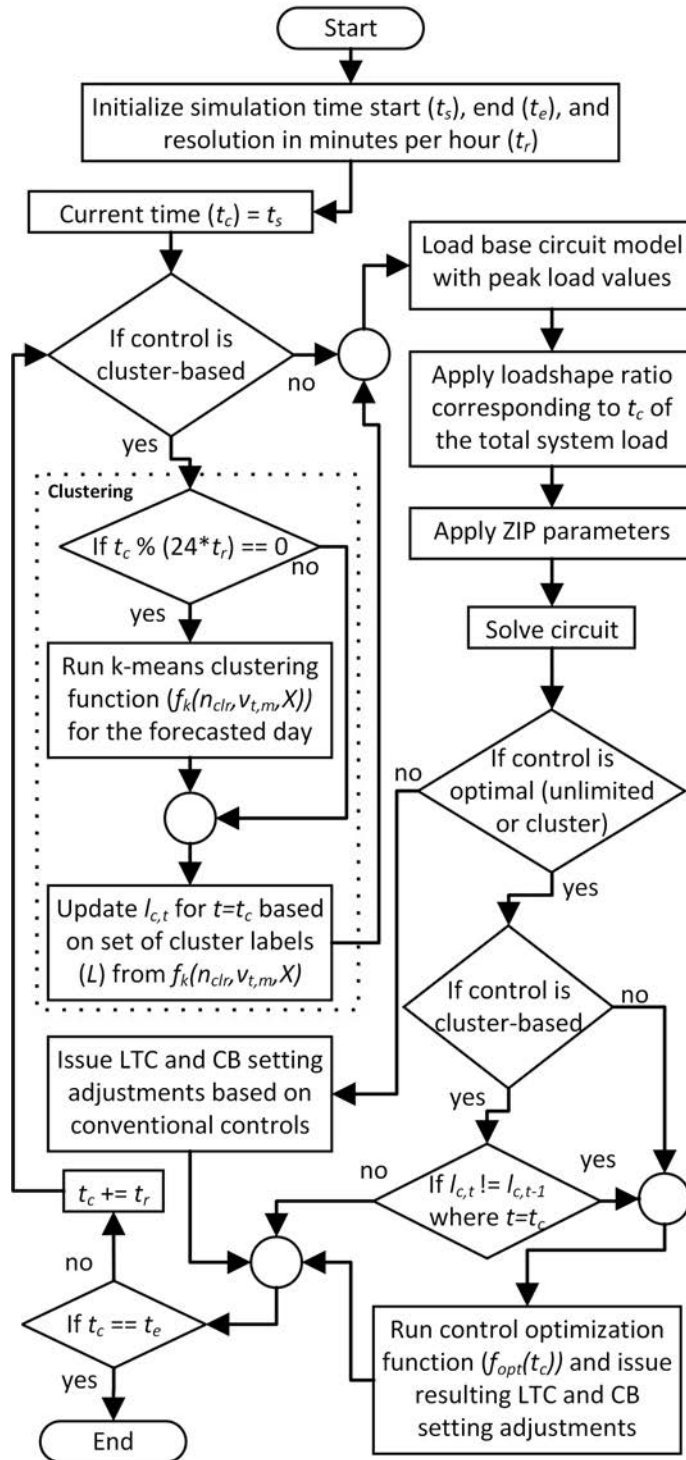 Start
Initialize simulation time start (ts), end (te), and
resolution in minutes per hour (tr)
Current time (tc) = ts
If control is
cluster-based
no
yes
Clustering
If tc % (24*tr) == 0
no
yes
Run k-means clustering
function (fk(nclr,vt,m,X))
for the forecasted day
Update lc,t for t=tc based
on set of cluster labels
(L) from fk(nclr,vt,m,X)
Load base circuit model
with peak load values
Apply loadshape ratio
corresponding to tc of
the total system load
Apply ZIP parameters
Solve circuit
If control is
optimal (unlimited
or cluster)
no
yes
If control is
cluster-based
no
yes
Issue LTC and CB setting
adjustments based on
conventional controls
If lc,t != lc,t-1
where t=tc
no
yes
Run control optimization
function (fopt(tc)) and issue
resulting LTC and CB
setting adjustments
tc += tr
no
If tc == te
yes
End